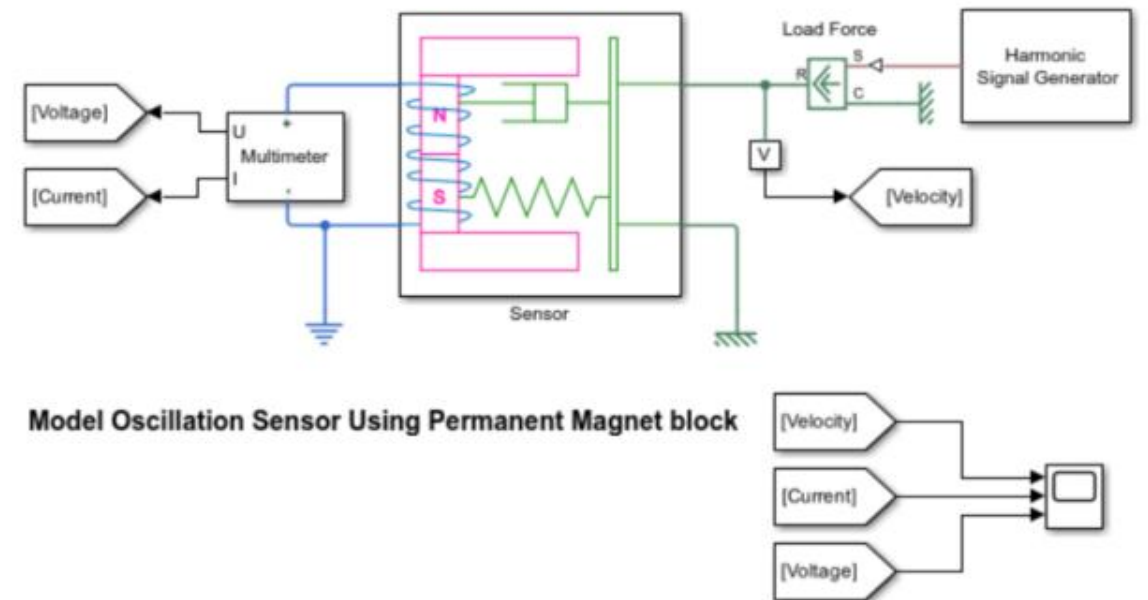 Load Force
Harmonic
Signal Generator
S
R
C
[Voltage]
U
+
Multimeter
N
V
[Current]
I
-
S
[Velocity]
Sensor
Model Oscillation Sensor Using Permanent Magnet block
[Velocity]
[Current]
[Voltage]